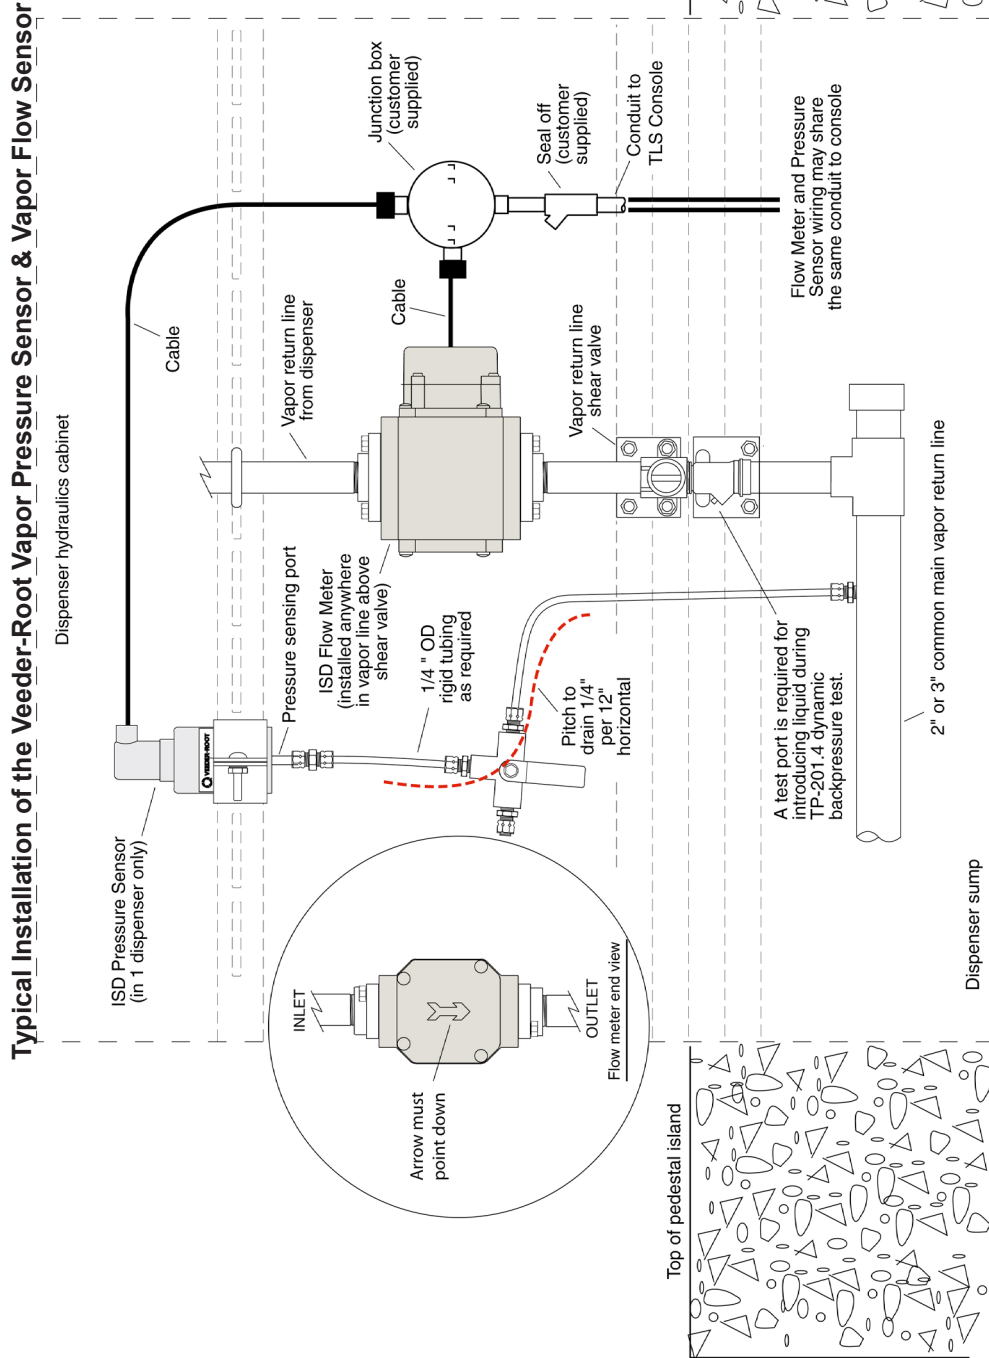 Typical Installation of the Veeder-Root Vapor Pressure Sensor & Vapor Flow Sensor
Dispenser hydraulics cabinet
ISD Pressure Sensor
(in 1 dispenser only)
VEEDER-ROOT
Cable
Pressure sensing port
Vapor return line
from dispenser
Junction box
(customer
supplied)
ISD Flow Meter
(installed anywhere
in vapor line above
shear valve)
Cable
1/4 " OD
rigid tubing
as required
Seal off
(customer
supplied)
Conduit to
TLS Console
INLET
Arrow must
point down
OUTLET
Flow meter end view
Pitch to
drain 1/4"
per 12"
horizontal
Vapor return line
shear valve
Flow Meter and Pressure
Sensor wiring may share
the same conduit to console
Top of pedestal island
A test port is required for
introducing liquid during
TP-201.4 dynamic
backpressure test.
2" or 3" common main vapor return line
Dispenser sump